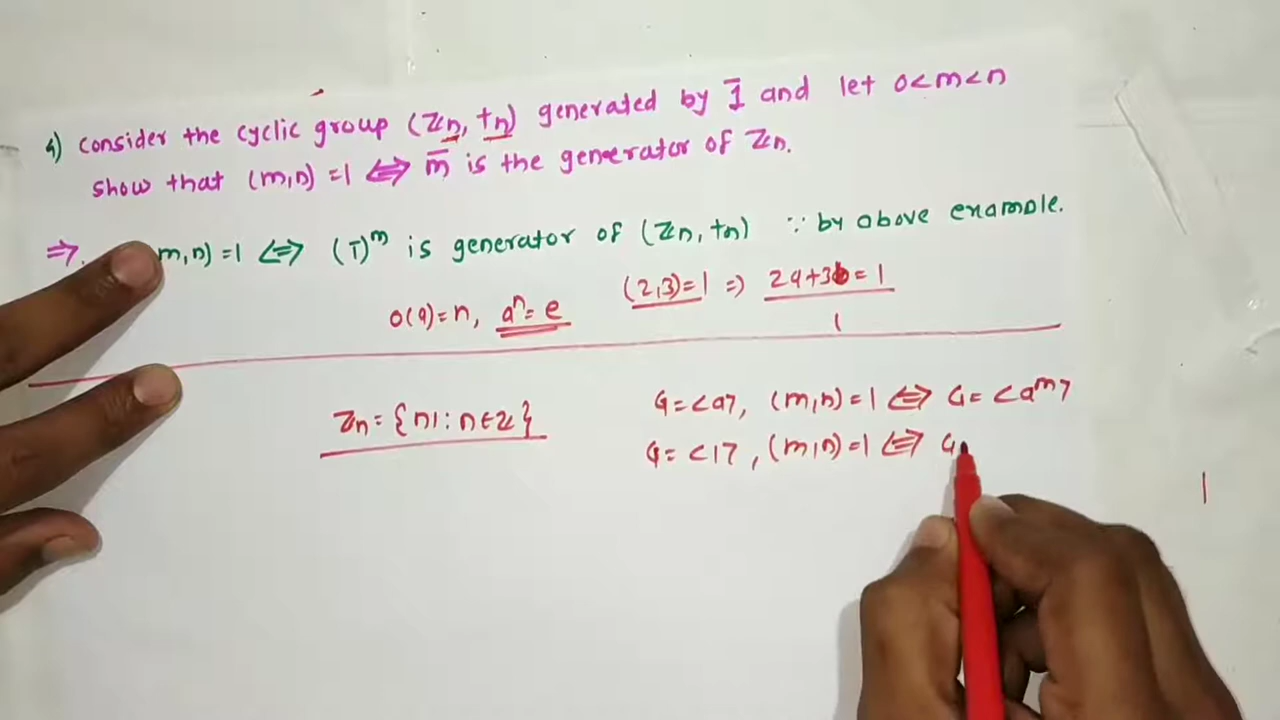 4) Consider the cyclic group (Zn, +n) generated by 1̄ and let 0<m<n
show that (m,n)=1 ⇔ m̄ is the generator of Zn.
⇒. m,n)=1 ⇔ (1̄)^m is generator of (Zn, +n) ∵ by above example.
(2,3)=1 ⇒ 2a+3b=1
o(a)=n, a^n=e
G=<a>, (m,n)=1 ⇔ G=<a^m>
Zn={n1:n∈Z}
G=<1>, (m,n)=1 ⇔ G